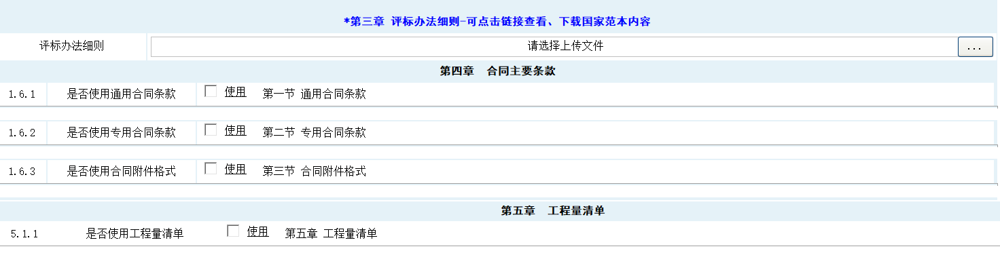 *第三章 评标办法细则-可点击链接查看、下载国家范本内容
评标办法细则 请选择上传文件 ...
第四章 合同主要条款
1.6.1 是否使用通用合同条款 使用 第一节 通用合同条款
1.6.2 是否使用专用合同条款 使用 第二节 专用合同条款
1.6.3 是否使用合同附件格式 使用 第三节 合同附件格式
第五章 工程量清单
5.1.1 是否使用工程量清单 使用 第五章 工程量清单